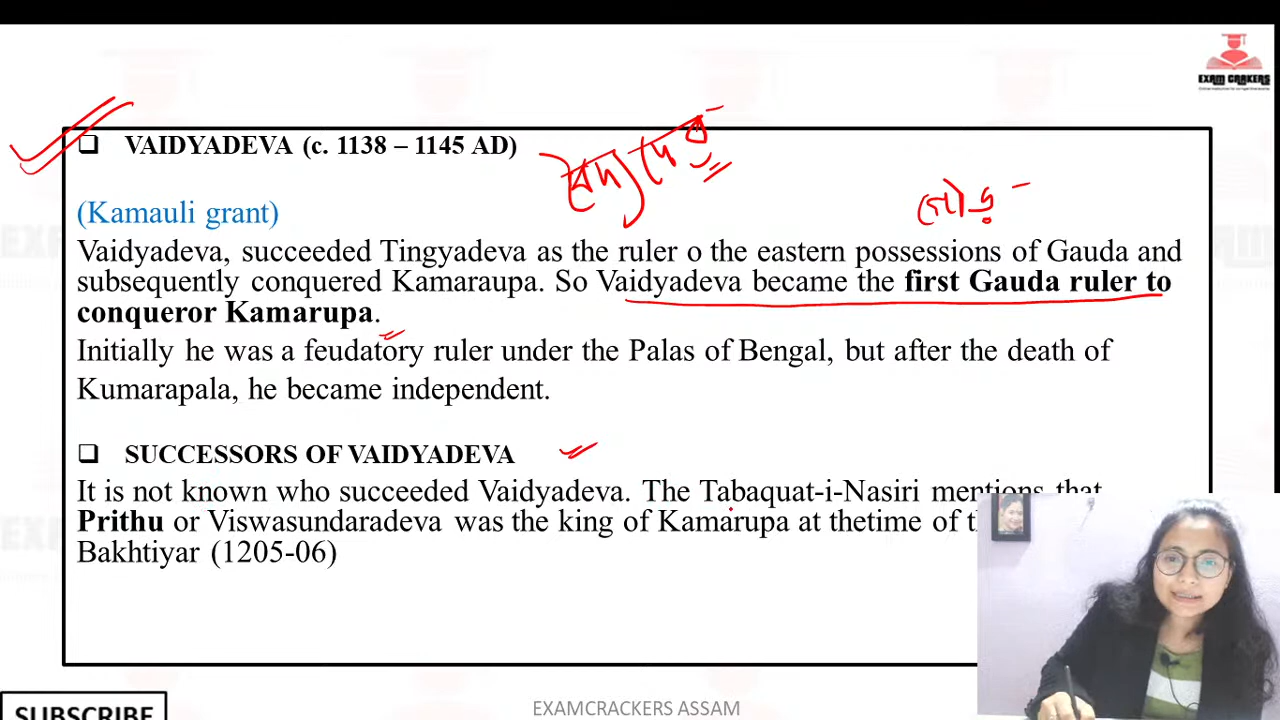 EXAM CRAKERS
❑ VAIDYADEVA (c. 1138 – 1145 AD)
বৈদ্যদেব
গৌড়
(Kamauli grant)
Vaidyadeva, succeeded Tingyadeva as the ruler o the eastern possessions of Gauda and
subsequently conquered Kamaraupa. So Vaidyadeva became the first Gauda ruler to
conqueror Kamarupa.
Initially he was a feudatory ruler under the Palas of Bengal, but after the death of
Kumarapala, he became independent.
❑ SUCCESSORS OF VAIDYADEVA
It is not known who succeeded Vaidyadeva. The Tabaquat-i-Nasiri mentions that
Prithu or Viswasundaradeva was the king of Kamarupa at thetime of
Bakhtiyar (1205-06)
SUBSCRIBE
EXAMCRACKERS ASSAM